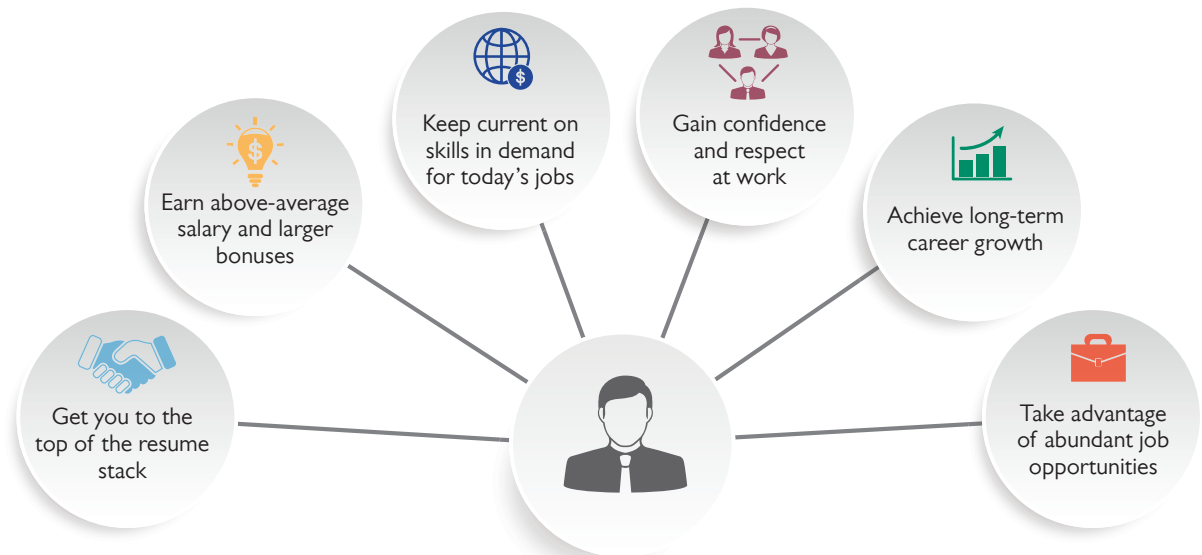 Get you to the
top of the resume
stack
Earn above-average
salary and larger
bonuses
$
Keep current on
skills in demand
for today’s jobs
$
Gain confidence
and respect
at work
Achieve long-term
career growth
Take advantage
of abundant job
opportunities